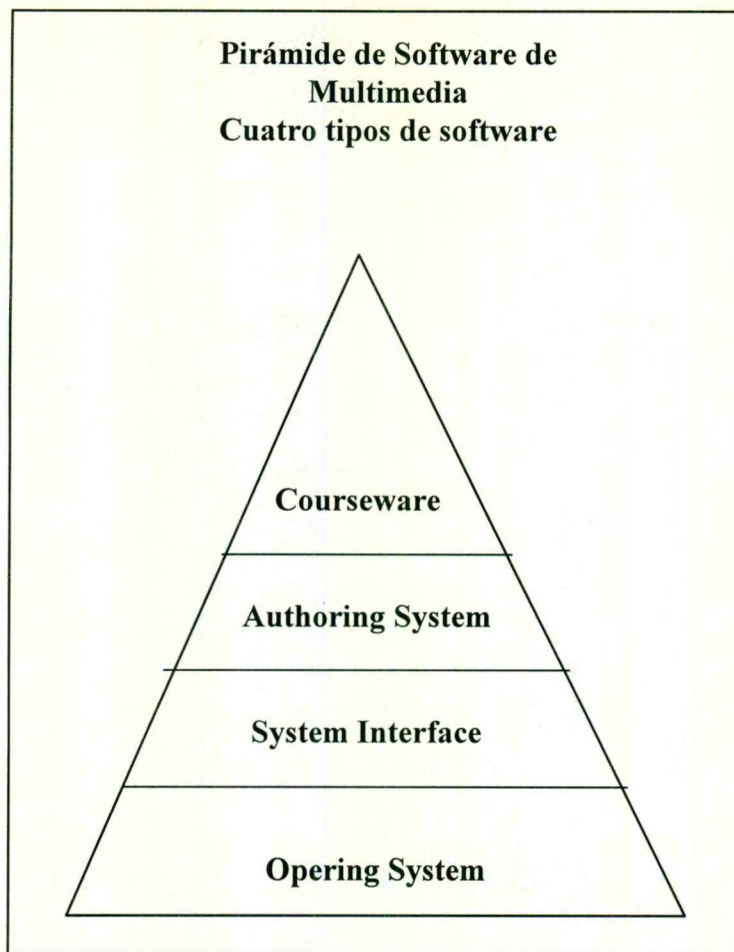 Pirámide de Software de
Multimedia
Cuatro tipos de software
Courseware
Authoring System
System Interface
Opering System